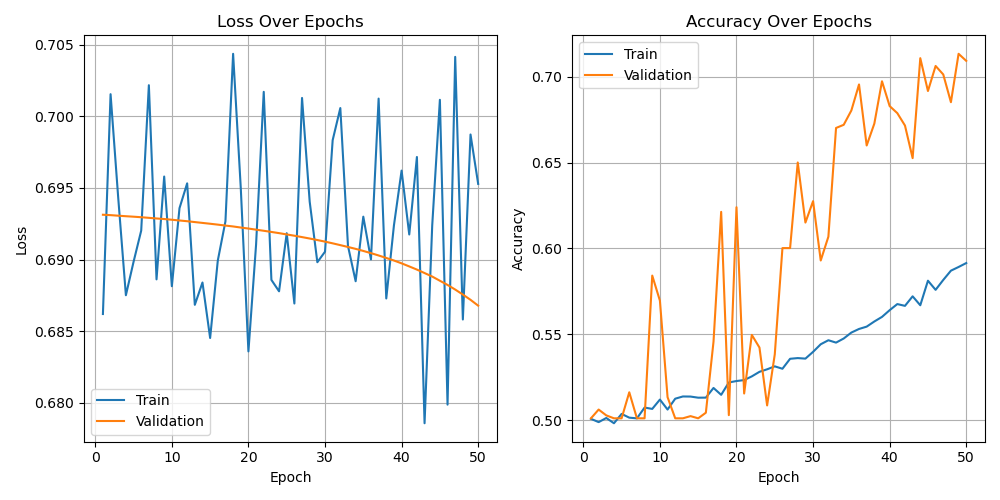 Loss Over Epochs
0.705
0.700
0.695
0.690
0.685
0.680
Loss
Train
Validation
0 10 20 30 40 50
Epoch
Accuracy Over Epochs
Train
Validation
0.70
0.65
0.60
0.55
0.50
Accuracy
0 10 20 30 40 50
Epoch